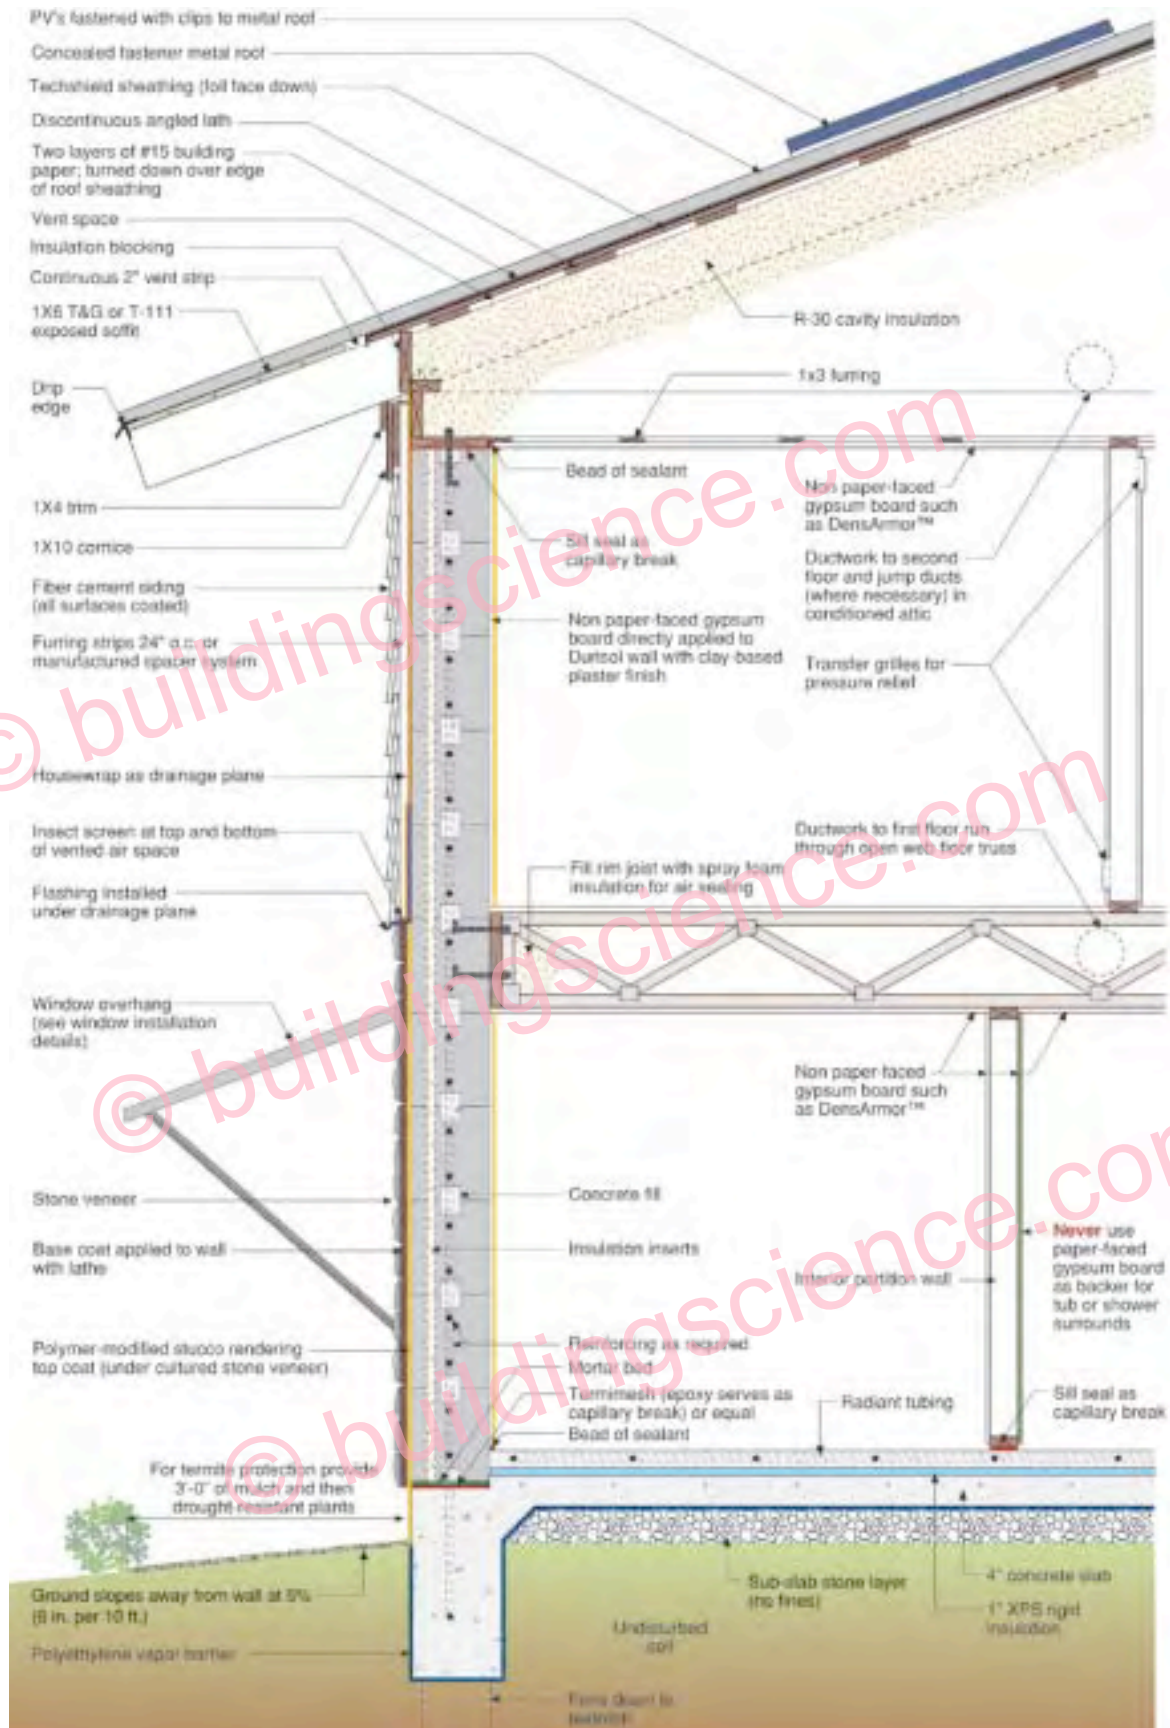 PV's fastened with clips to metal roof
Concealed fastener metal roof
Techshield sheathing (foil face down)
Discontinuous angled lath
Two layers of #15 building
paper; turned down over edge
of roof sheathing
Vent space
Insulation blocking
Continuous 2" vent strip
1X6 T&G or T-111
exposed soffit
Drip
edge
1X4 trim
1X10 cornice
Fiber cement siding
(all surfaces coated)
Furring strips 24" o.c. or
manufactured spacer system
Housewrap as drainage plane
Insect screen at top and bottom
of vented air space
Flashing installed
under drainage plane
Window overhang
(see window installation
details)
Stone veneer
Base coat applied to wall
with lathe
Polymer-modified stucco rendering
top coat (under cultured stone veneer)
For termite protection provide
3'-0" of mulch and then
drought-resistant plants
Ground slopes away from wall at 5%
(6 in. per 10 ft.)
Polyethylene vapor barrier
R-30 cavity insulation
1x3 furring
Bead of sealant
Sill seal as
capillary break
Non paper-faced gypsum
board directly applied to
Durisol wall with clay-based
plaster finish
Non paper-faced
gypsum board such
as DensArmor™
Ductwork to second
floor and jump ducts
(where necessary) in
conditioned attic
Transfer grilles for
pressure relief
Ductwork to first floor run
through open web floor truss
Fill rim joist with spray foam
insulation for air sealing
Non paper-faced
gypsum board such
as DensArmor™
Concrete fill
Insulation inserts
Interior partition wall
Never use
paper-faced
gypsum board
as backer for
tub or shower
surrounds
Reinforcing as required
Mortar bed
Termimesh (epoxy serves as
capillary break) or equal
Bead of sealant
Radiant tubing
Sill seal as
capillary break
Sub-slab stone layer
(no fines)
4" concrete slab
1" XPS rigid
insulation
Undisturbed
soil
Form down to
© buildingscience.com
© buildingscience.com
© buildingscience.com